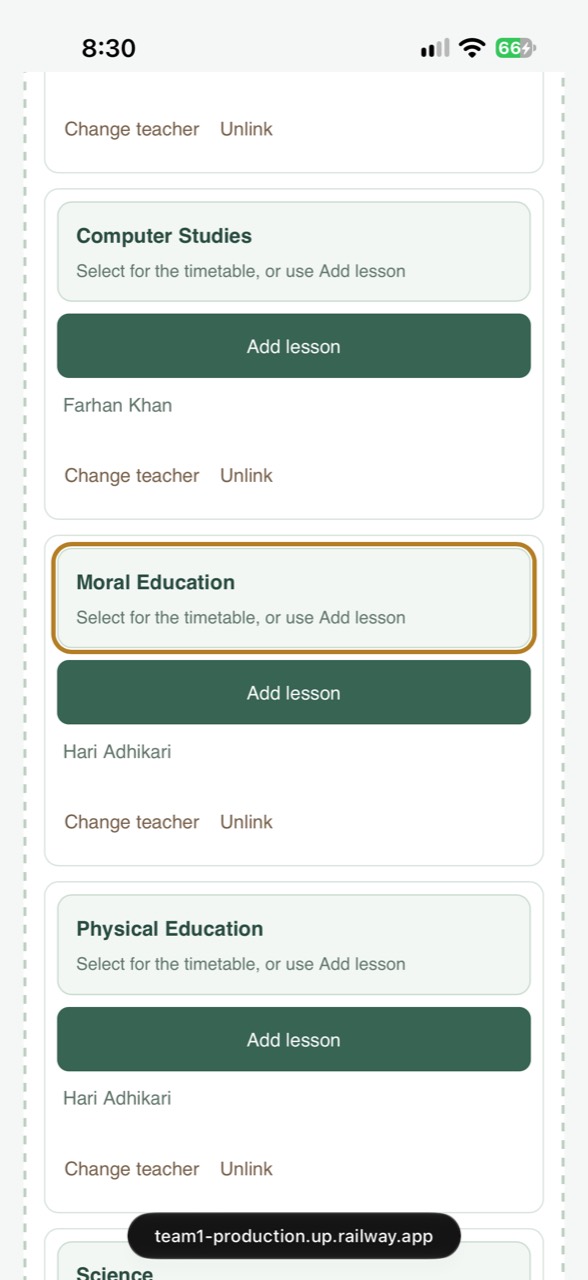 8:30
66
Change teacher Unlink
Computer Studies
Select for the timetable, or use Add lesson
Add lesson
Farhan Khan
Change teacher Unlink
Moral Education
Select for the timetable, or use Add lesson
Add lesson
Hari Adhikari
Change teacher Unlink
Physical Education
Select for the timetable, or use Add lesson
Add lesson
Hari Adhikari
Change teacher Unlink
team1-production.up.railway.app
Science